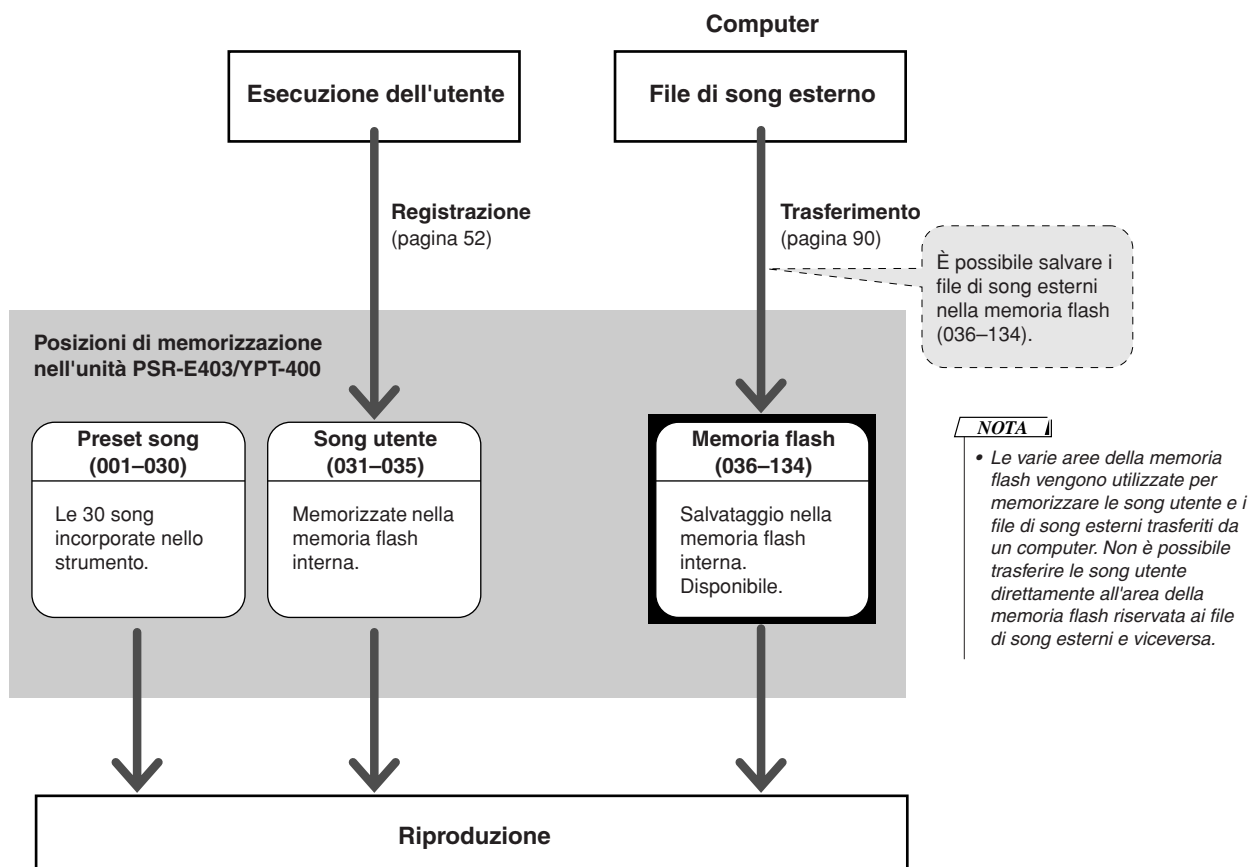 Computer
Esecuzione dell'utente
File di song esterno
Registrazione
(pagina 52)
Trasferimento
(pagina 90)
È possibile salvare i
file di song esterni
nella memoria flash
(036–134).
Posizioni di memorizzazione
nell'unità PSR-E403/YPT-400
Preset song
(001–030)
Le 30 song
incorporate nello
strumento.
Song utente
(031–035)
Memorizzate nella
memoria flash
interna.
Memoria flash
(036–134)
Salvataggio nella
memoria flash
interna.
Disponibile.
NOTA
• Le varie aree della memoria
flash vengono utilizzate per
memorizzare le song utente e i
file di song esterni trasferiti da
un computer. Non è possibile
trasferire le song utente
direttamente all'area della
memoria flash riservata ai file
di song esterni e viceversa.
Riproduzione